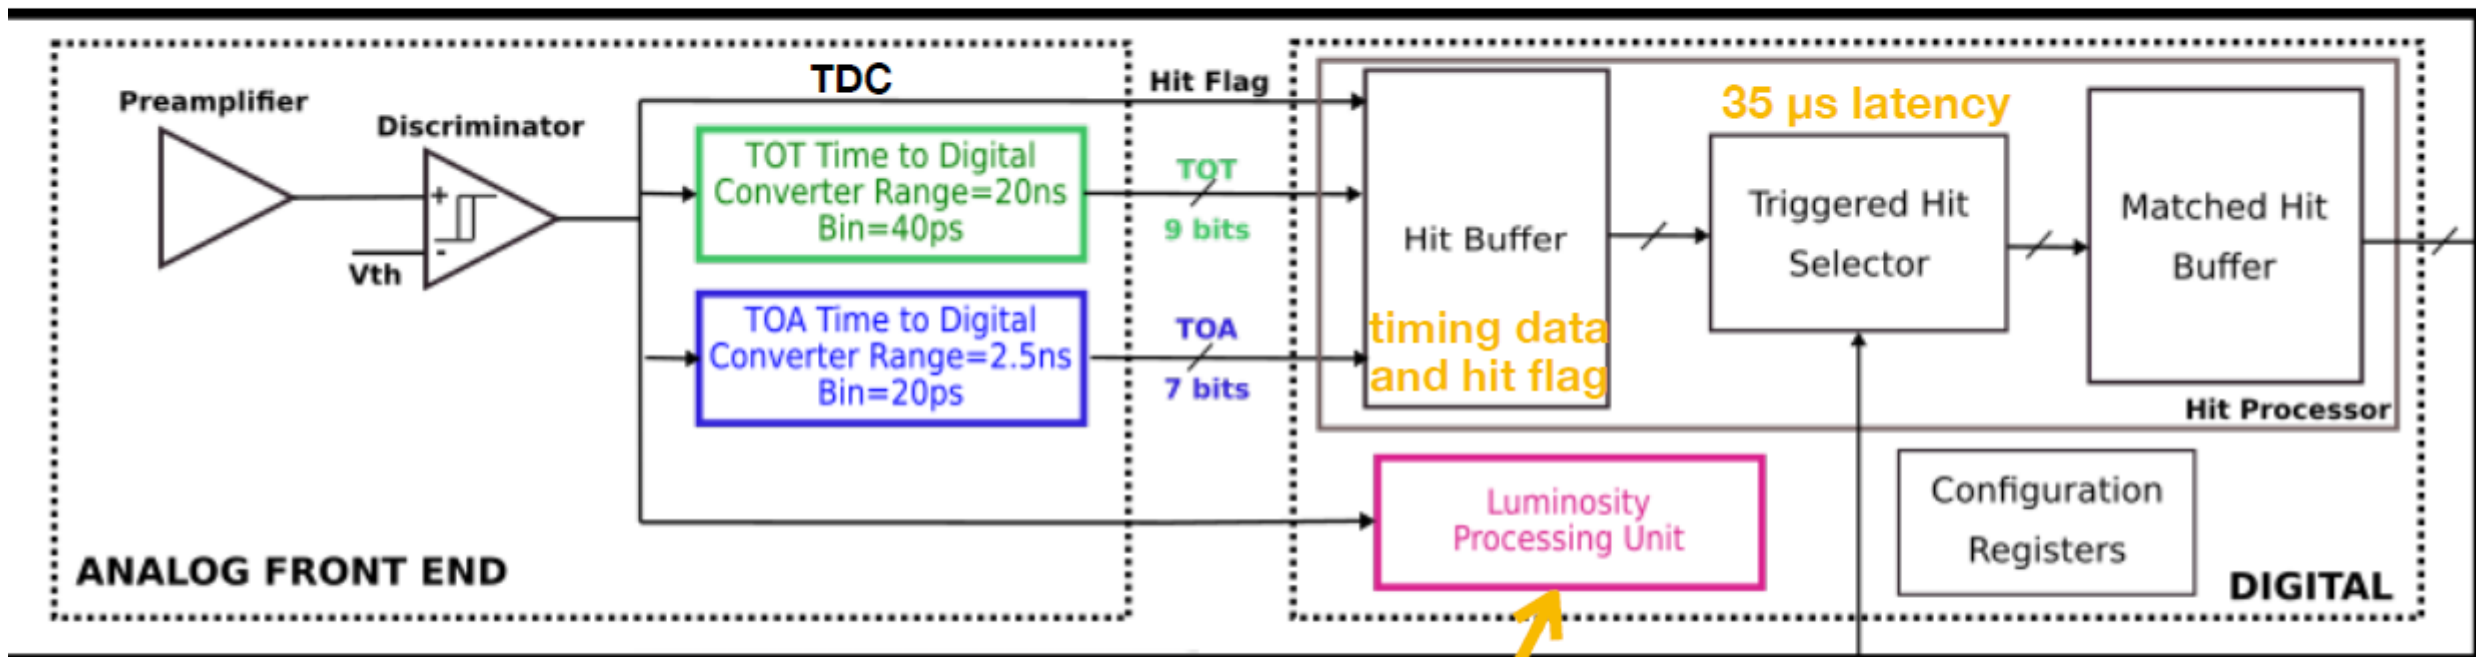 TDC
Hit Flag
Preamplifier
Discriminator
35 µs latency
TOT Time to Digital
Converter Range=20ns
Bin=40ps
TOT
9 bits
+
-
Vth
Hit Buffer
Triggered Hit
Selector
Matched Hit
Buffer
TOA Time to Digital
Converter Range=2.5ns
Bin=20ps
TOA
7 bits
timing data
and hit flag
Hit Processor
Luminosity
Processing Unit
Configuration
Registers
ANALOG FRONT END
DIGITAL